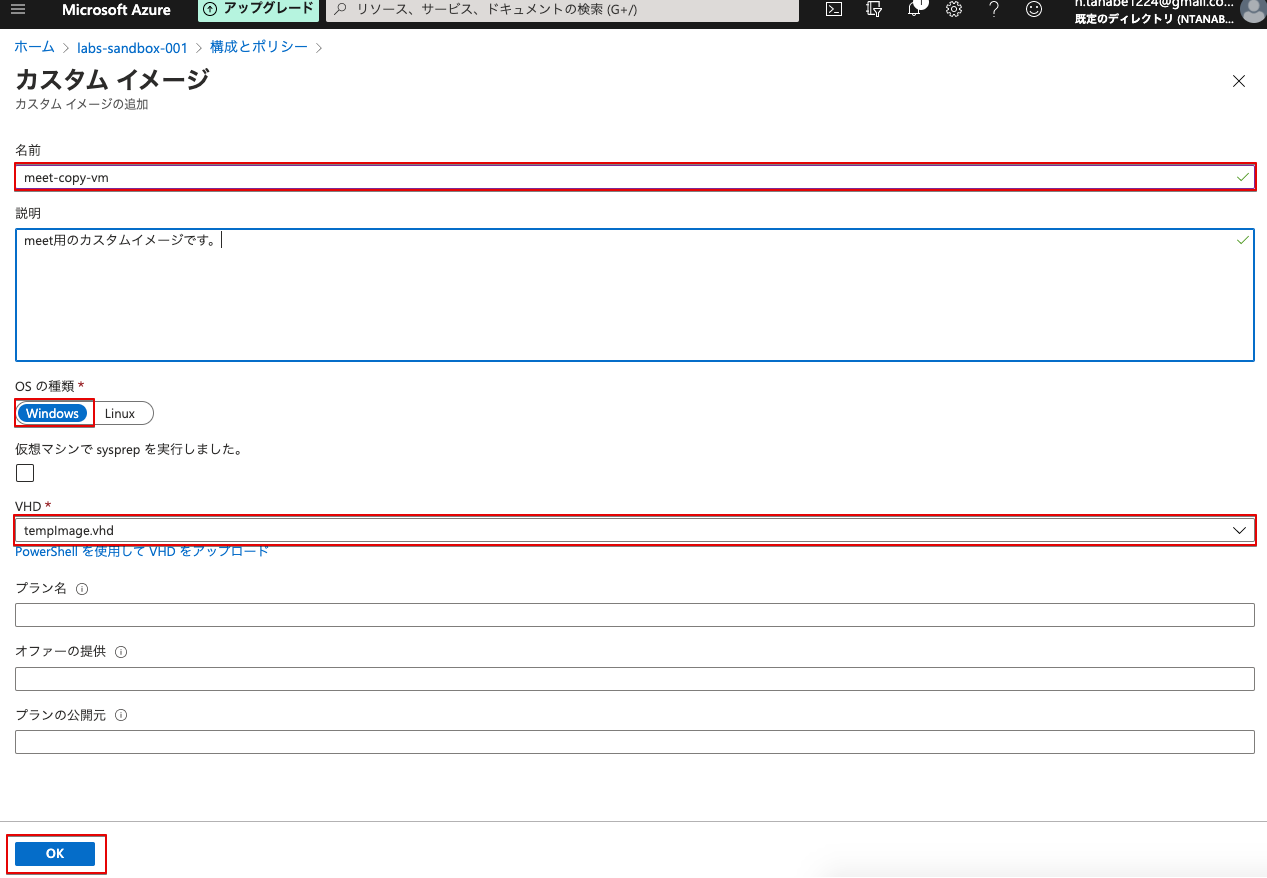 Microsoft Azure
アップグレード
リソース、サービス、ドキュメントの検索 (G+/)
1
n.tanabe1224@gmail.co...
既定のディレクトリ (NTANAB...
ホーム > labs-sandbox-001 > 構成とポリシー >
カスタム イメージ
カスタム イメージの追加
名前
meet-copy-vm
説明
meet用のカスタムイメージです。
OS の種類 *
Windows Linux
仮想マシンで sysprep を実行しました。
VHD *
tempImage.vhd
PowerShell を使用して VHD をアップロード
プラン名
オファーの提供
プランの公開元
OK